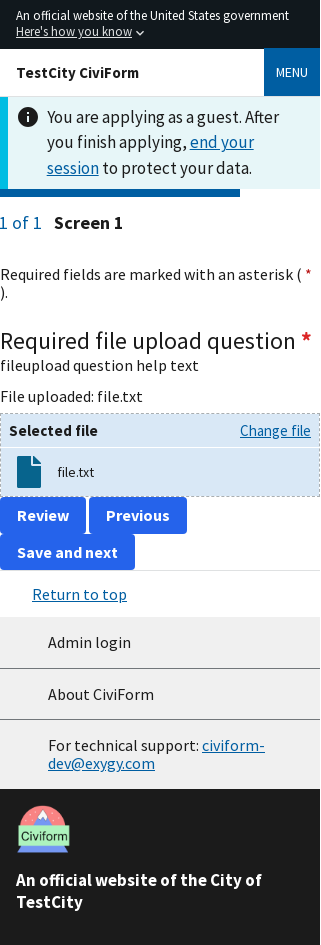 An official website of the United States government
Here's how you know
TestCity CiviForm
MENU
You are applying as a guest. After
you finish applying, end your
session to protect your data.
1 of 1 Screen 1
Required fields are marked with an asterisk ( *
).
Required file upload question *
fileupload question help text
File uploaded: file.txt
Selected file Change file
file.txt
Review Previous
Save and next
Return to top
Admin login
About CiviForm
For technical support: civiform-
dev@exygy.com
Civiform
An official website of the City of
TestCity